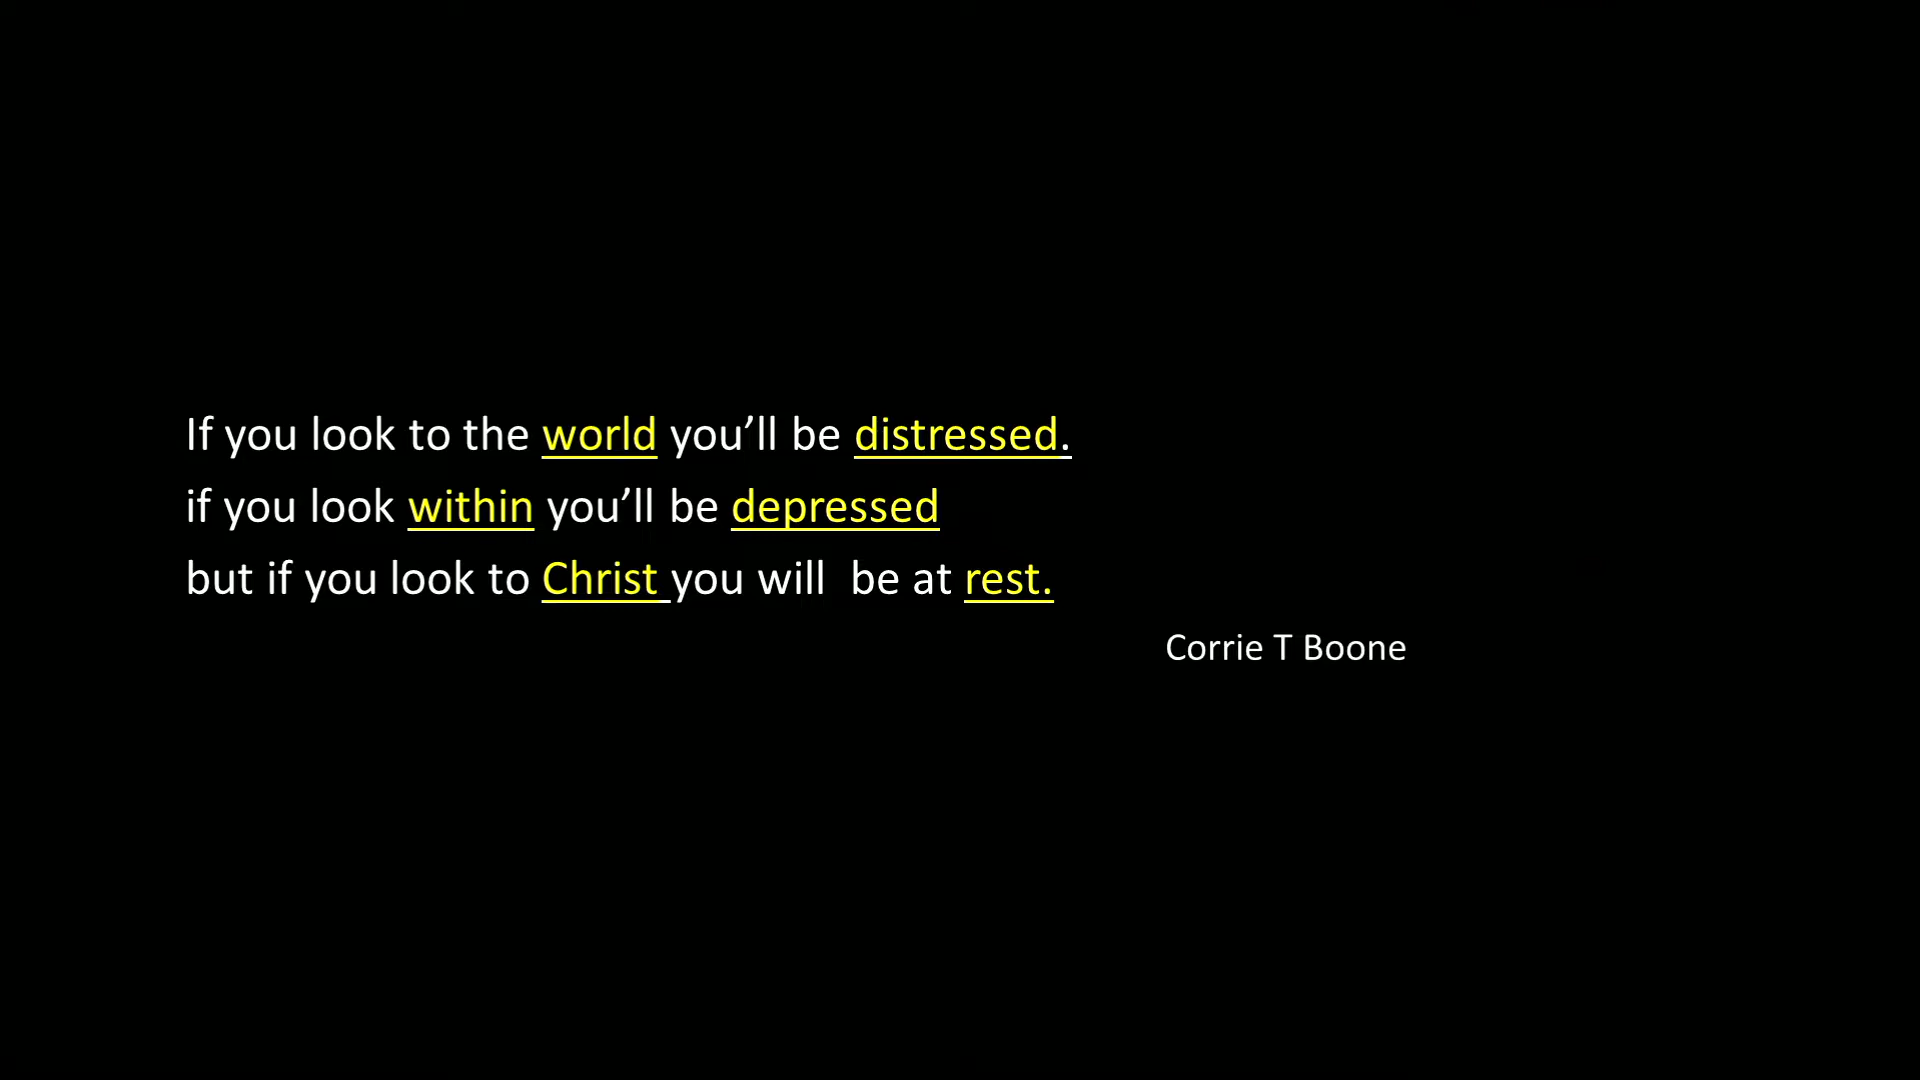 If you look to the world you’ll be distressed.
if you look within you’ll be depressed
but if you look to Christ you will  be at rest.
Corrie T Boone